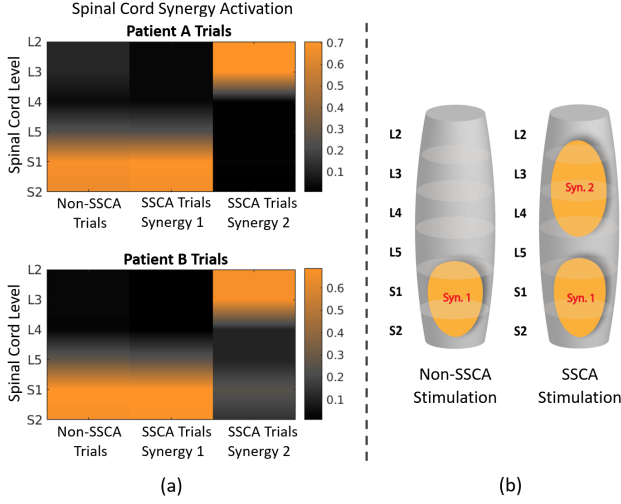 Spinal Cord Synergy Activation
Patient A Trials
Spinal Cord Level
L2
L3
L4
L5
S1
S2
0.7
0.6
0.5
0.4
0.3
0.2
0.1
Non-SSCA
Trials
SSCA Trials
Synergy 1
SSCA Trials
Synergy 2
Patient B Trials
Spinal Cord Level
L2
L3
L4
L5
S1
S2
0.6
0.5
0.4
0.3
0.2
0.1
Non-SSCA
Trials
SSCA Trials
Synergy 1
SSCA Trials
Synergy 2
(a)
L2
L3
L4
L5
S1
S2
Syn. 1
Non-SSCA
Stimulation
L2
L3
L4
L5
S1
S2
Syn. 2
Syn. 1
SSCA
Stimulation
(b)